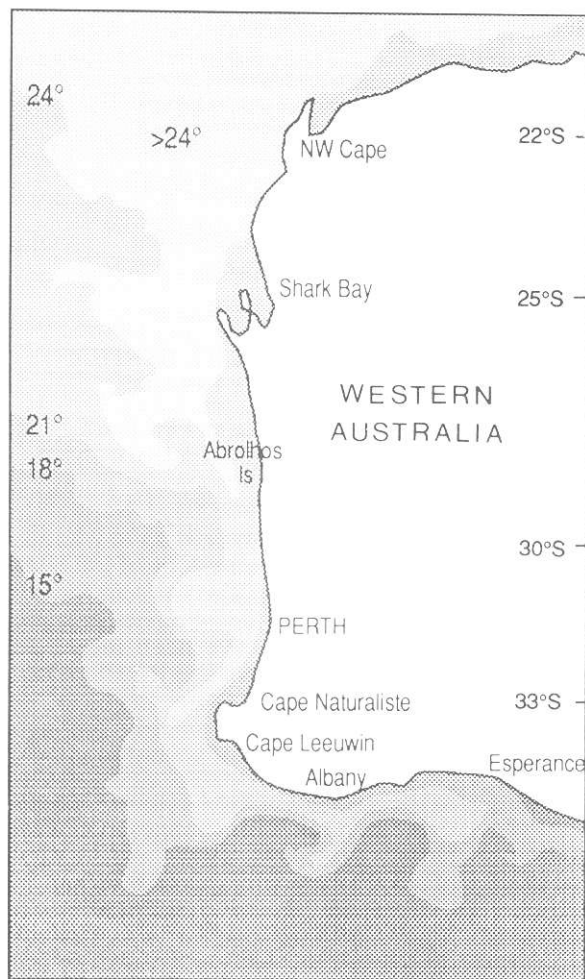 24°
>24°
22°S
NW Cape
Shark Bay
25°S
WESTERN
AUSTRALIA
21°
Abrolhos
Is
18°
30°S
15°
PERTH
Cape Naturaliste
33°S
Cape Leeuwin
Esperance
Albany